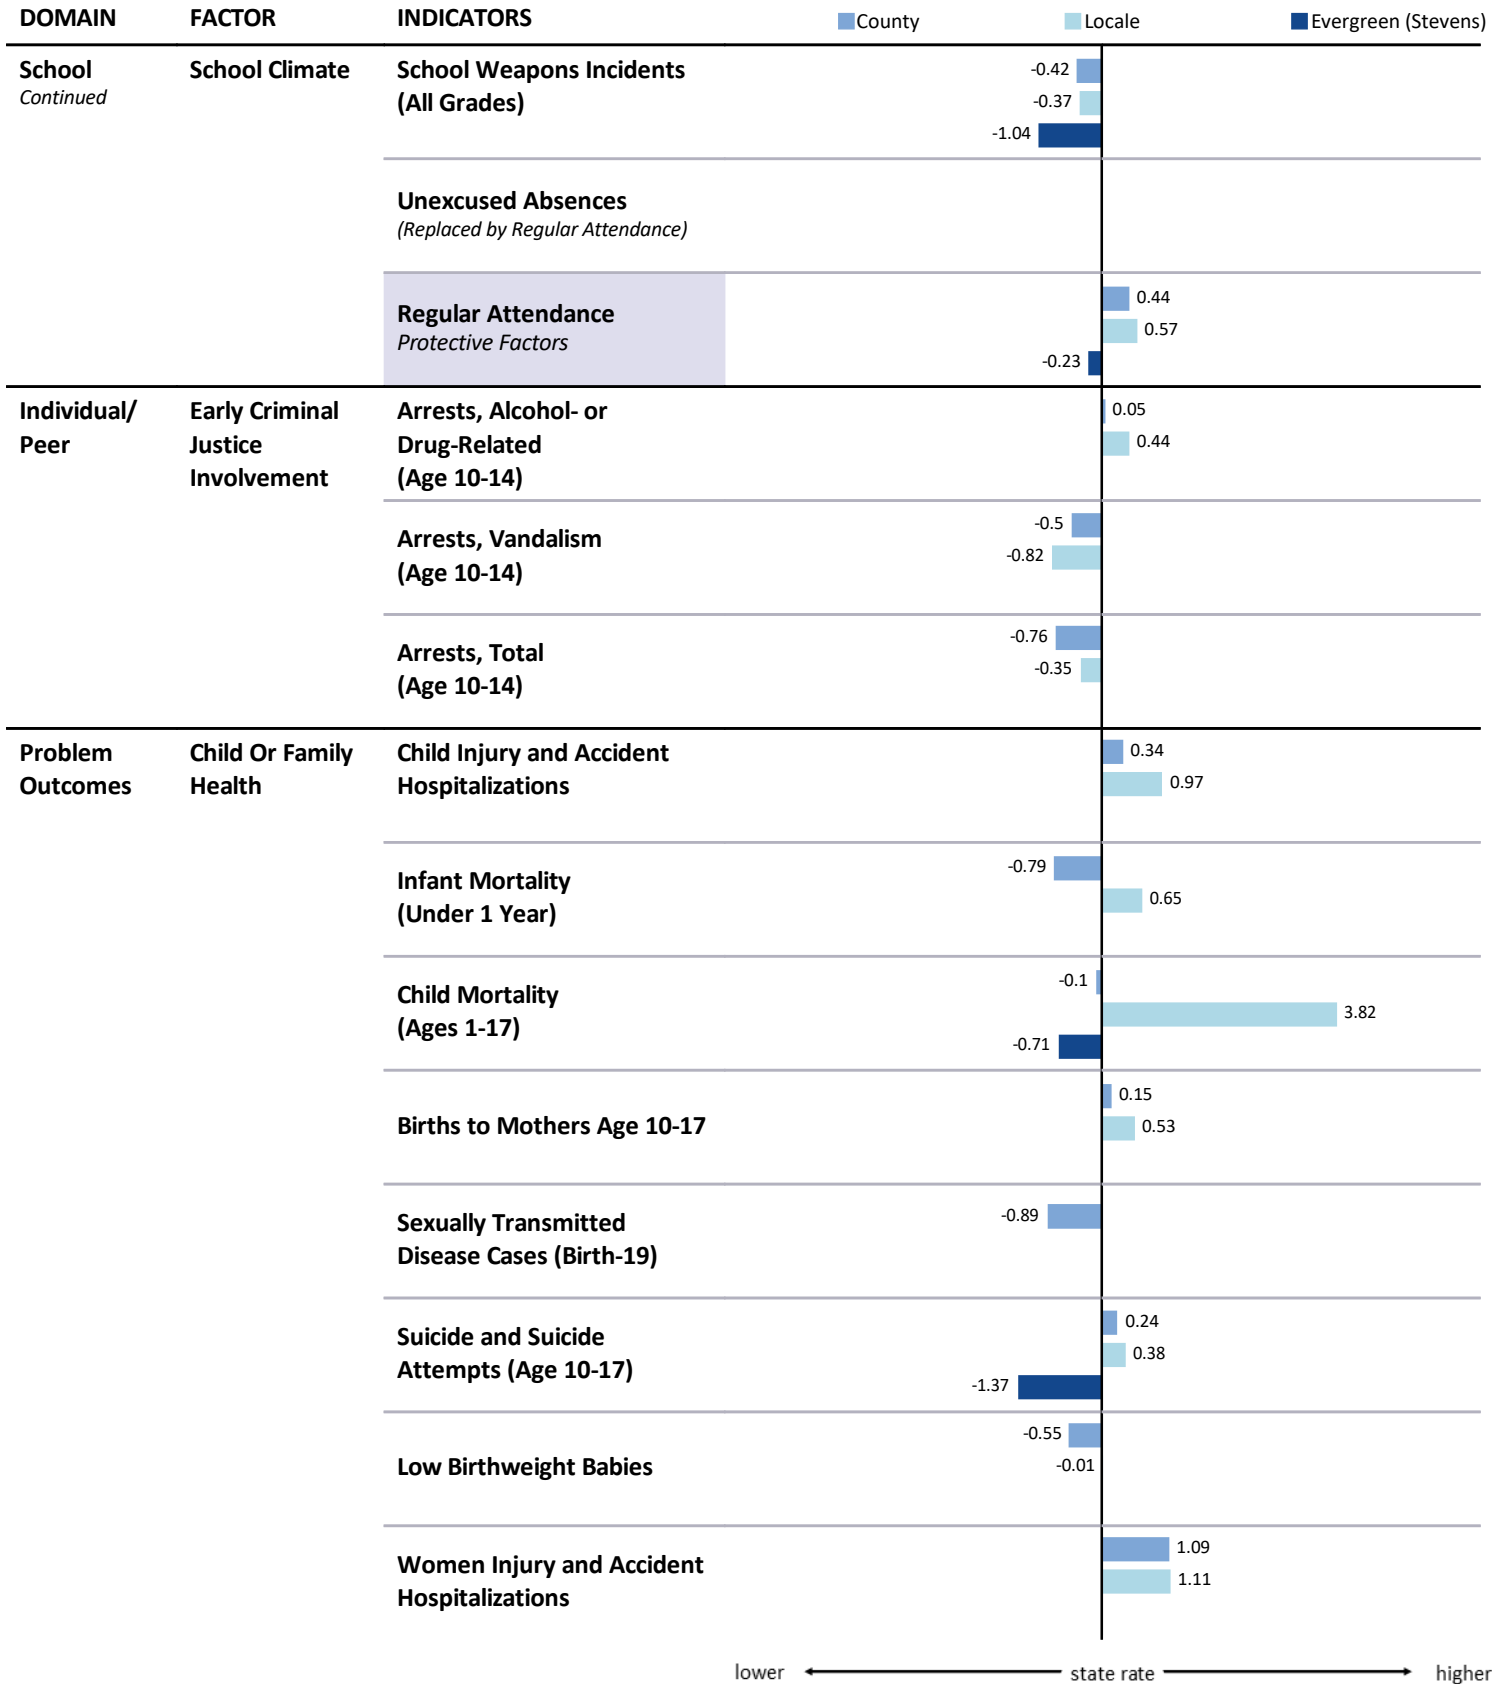 DOMAIN FACTOR INDICATORS County Locale Evergreen (Stevens)
School School Climate School Weapons Incidents
Continued (All Grades)
-0.42
-0.37
-1.04
Unexcused Absences
(Replaced by Regular Attendance)
Regular Attendance
Protective Factors
0.44
0.57
-0.23
Individual/ Early Criminal Arrests, Alcohol- or
Peer Justice Drug-Related
Involvement (Age 10-14)
0.05
0.44
Arrests, Vandalism
(Age 10-14)
-0.5
-0.82
Arrests, Total
(Age 10-14)
-0.76
-0.35
Problem Child Or Family Child Injury and Accident
Outcomes Health Hospitalizations
0.34
0.97
Infant Mortality
(Under 1 Year)
-0.79
0.65
Child Mortality
(Ages 1-17)
-0.1
3.82
-0.71
Births to Mothers Age 10-17
0.15
0.53
Sexually Transmitted
Disease Cases (Birth-19)
-0.89
Suicide and Suicide
Attempts (Age 10-17)
0.24
0.38
-1.37
Low Birthweight Babies
-0.55
-0.01
Women Injury and Accident
Hospitalizations
1.09
1.11
lower state rate higher